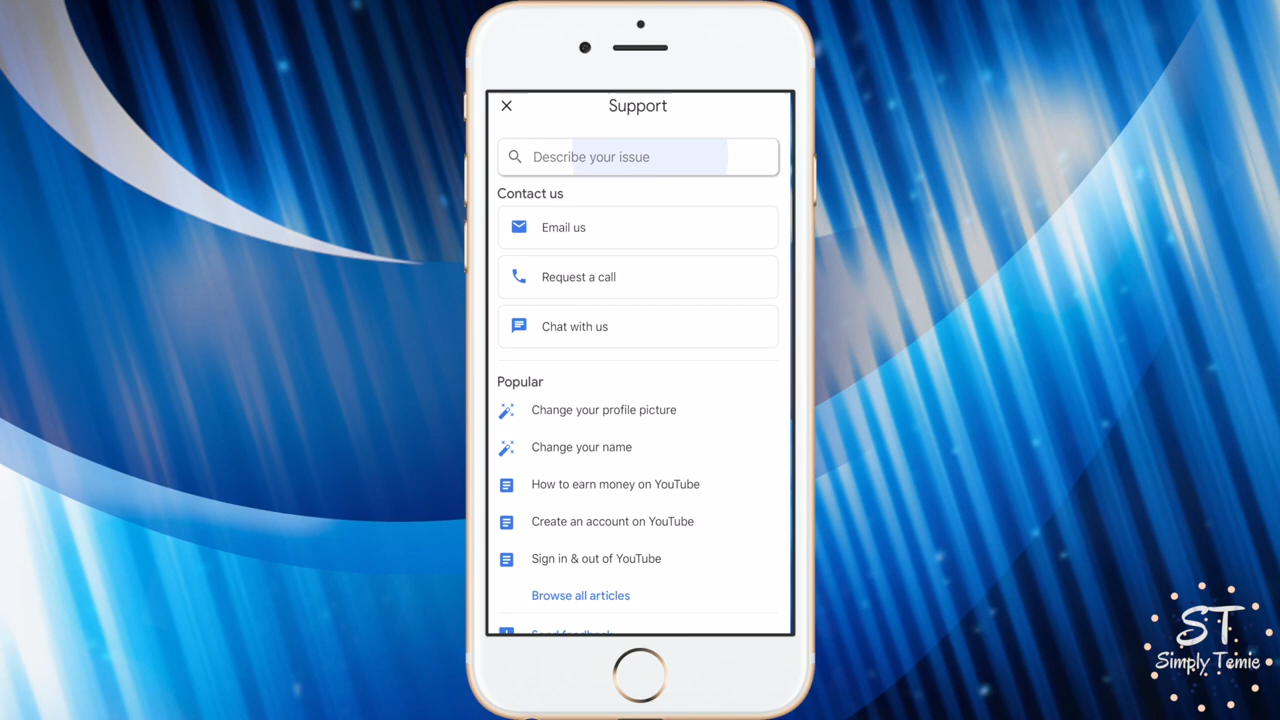 Support
Describe your issue
Contact us
Email us
Request a call
Chat with us
Popular
Change your profile picture
Change your name
How to earn money on YouTube
Create an account on YouTube
Sign in & out of YouTube
Browse all articles
Send feedback
ST
Simply Temie